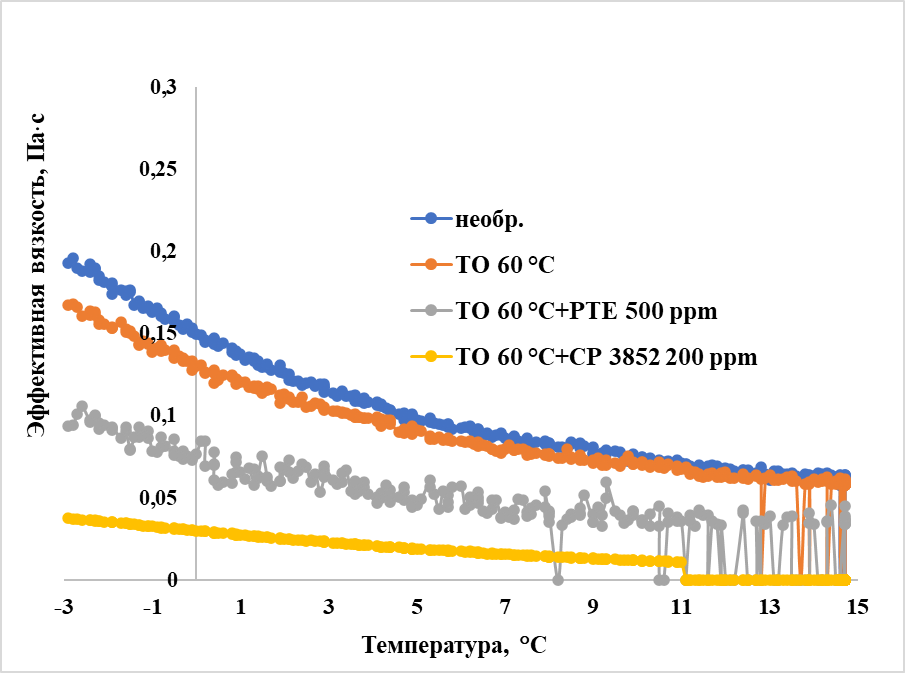 0,3
0,25
0,2
0,15
0,1
0,05
0
-3
-1
1
3
5
7
9
11
13
15
Эффективная вязкость, Па·с
Температура, °С
необр.
ТО 60 °С
ТО 60 °С+РТЕ 500 ppm
ТО 60 °С+СР 3852 200 ppm